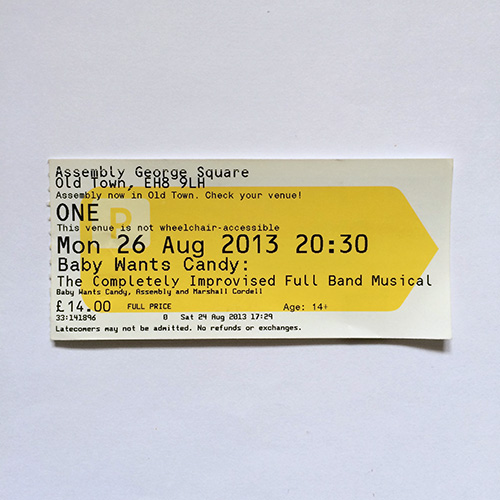 Assembly George Square
Old Town, EH8 9LH
Assembly now in Old Town. Check your venue!
ONE
This venue is not wheelchair-accessible
Mon 26 Aug 2013 20:30
Baby Wants Candy:
The Completely Improvised Full Band Musical
Baby Wants Candy, Assembly and Marshall Cordell
£14.00 FULL PRICE Age: 14+
33:141896 0 Sat 24 Aug 2013 17:29
Latecomers may not be admitted. No refunds or exchanges.